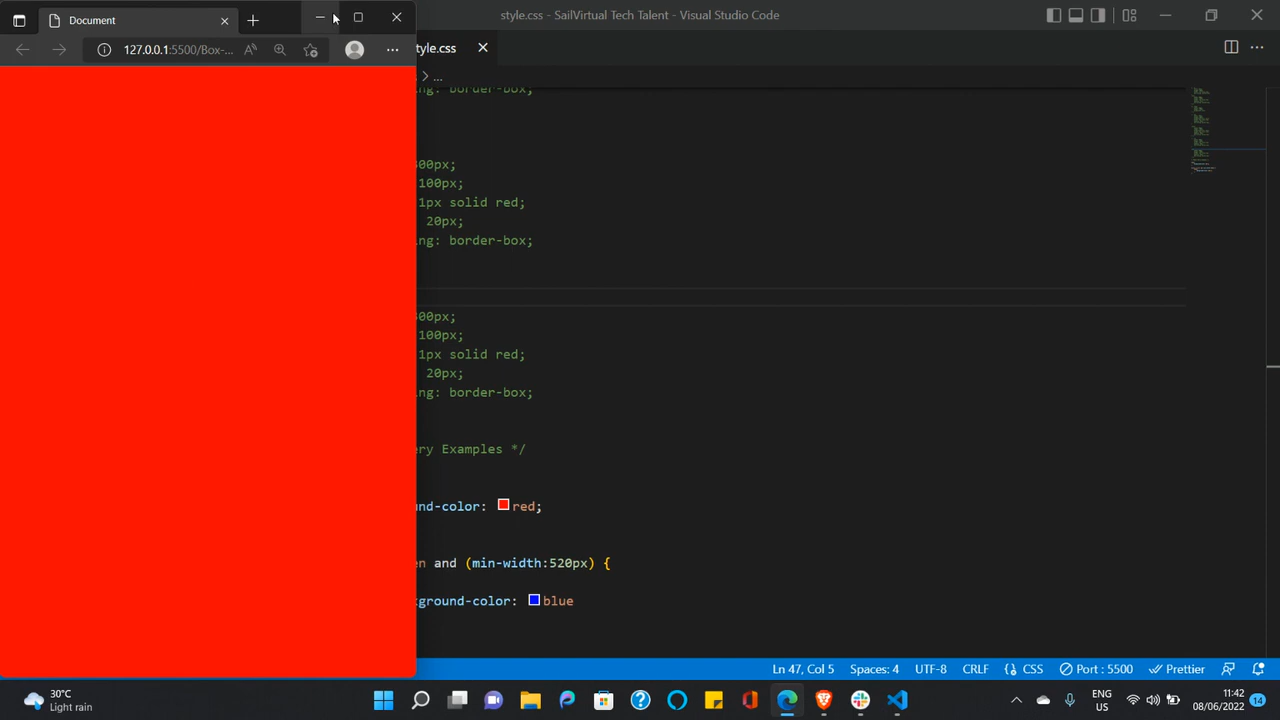 Document
style.css - SailVirtual Tech Talent - Visual Studio Code
127.0.0.1:5500/Box-...
tyle.css
...
ng: border-box;
00px;
100px;
1px solid red;
20px;
ng: border-box;
00px;
100px;
1px solid red;
20px;
ng: border-box;
ry Examples */
nd-color: red;
en and (min-width:520px) {
ground-color: blue
Ln 47, Col 5
Spaces: 4
UTF-8
CRLF
{} CSS
Port : 5500
Prettier
30°C
Light rain
ENG
US
11:42
08/06/2022
14